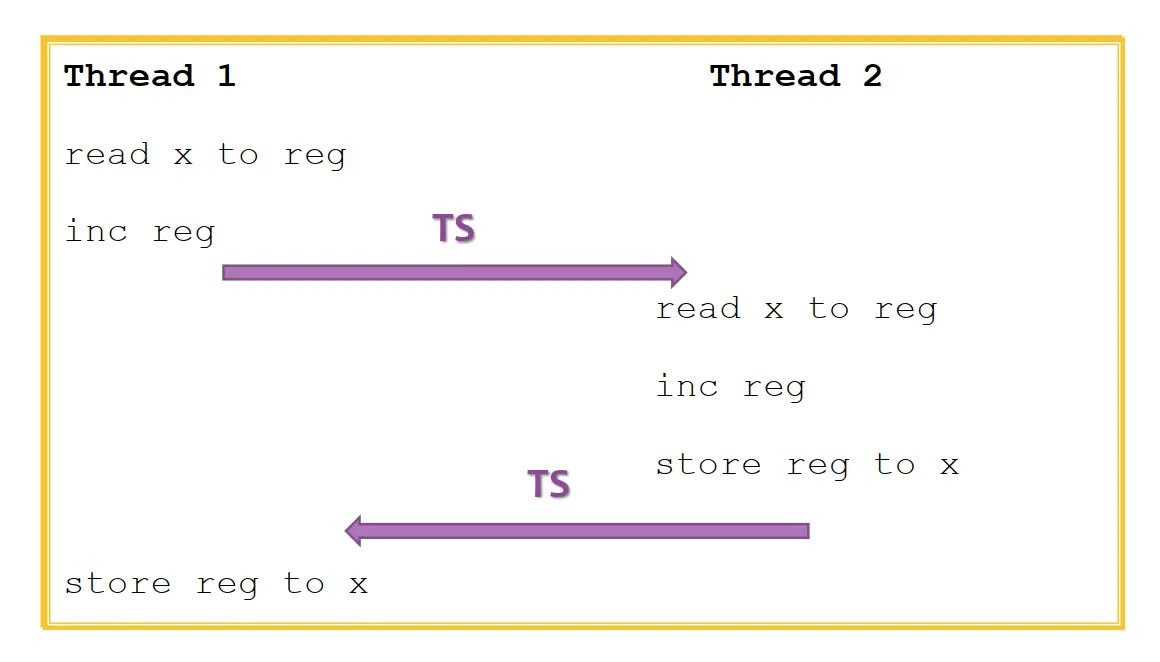 Thread 1 Thread 2
read x to reg
inc reg
TS
read x to reg
inc reg
store reg to x
TS
store reg to x